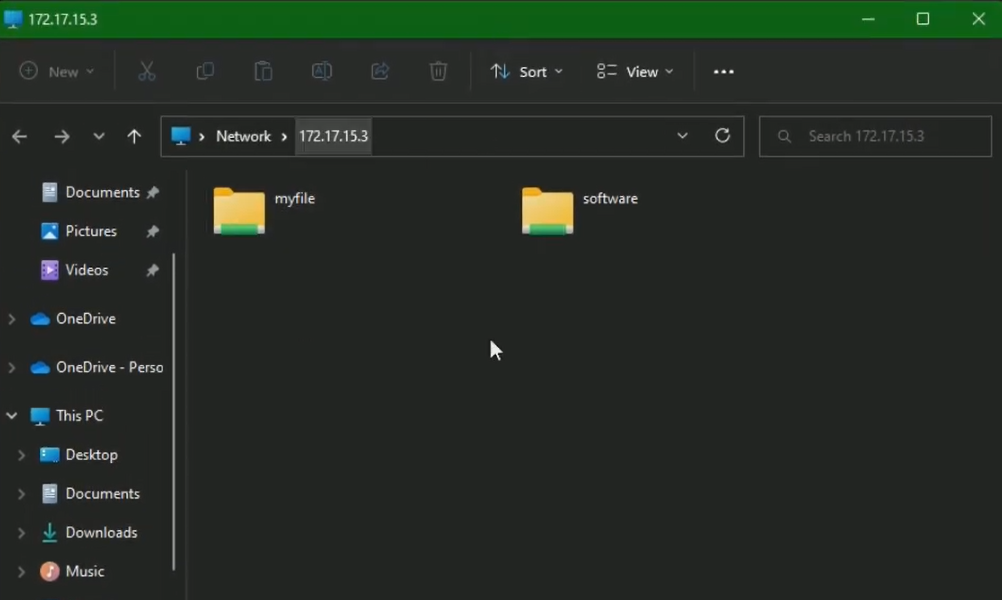 172.17.15.3
New
Sort
View
Network
172.17.15.3
Search 172.17.15.3
Documents
Pictures
Videos
OneDrive
OneDrive - Perso
This PC
Desktop
Documents
Downloads
Music
myfile
software